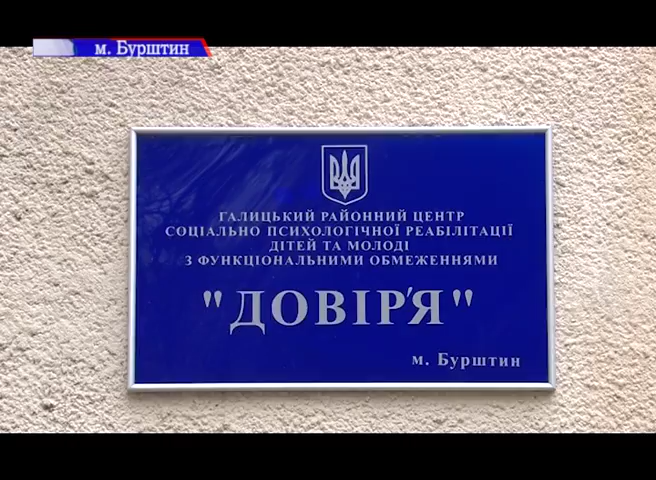 м. Бурштин
ГАЛИЦЬКИЙ РАЙОННИЙ ЦЕНТР
СОЦІАЛЬНО ПСИХОЛОГІЧНОЇ РЕАБІЛІТАЦІЇ
ДІТЕЙ ТА МОЛОДІ
З ФУНКЦІОНАЛЬНИМИ ОБМЕЖЕННЯМИ
"ДОВІР'Я"
м. Бурштин